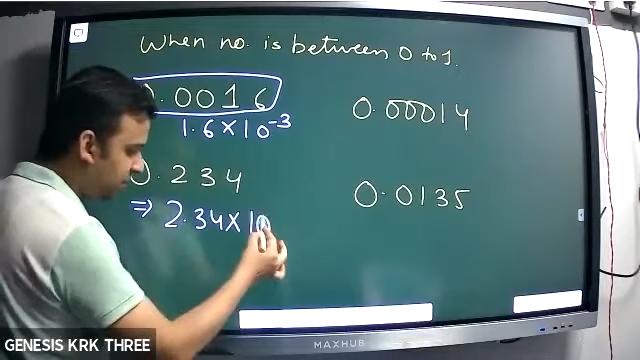 When no. is between 0 to 1.
0.0016
1.6 × 10⁻³
0.00014
0.234
⇒ 2.34 × 10
0.0135
GENESIS KRK THREE
MAXHUB